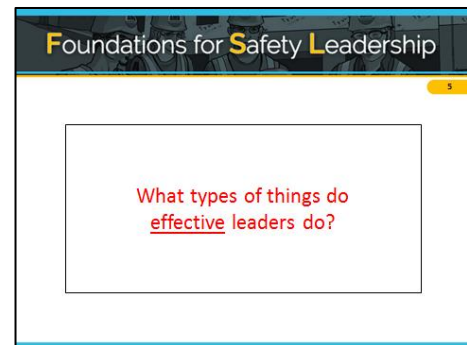 Foundations for Safety Leadership
5
What types of things do
effective leaders do?